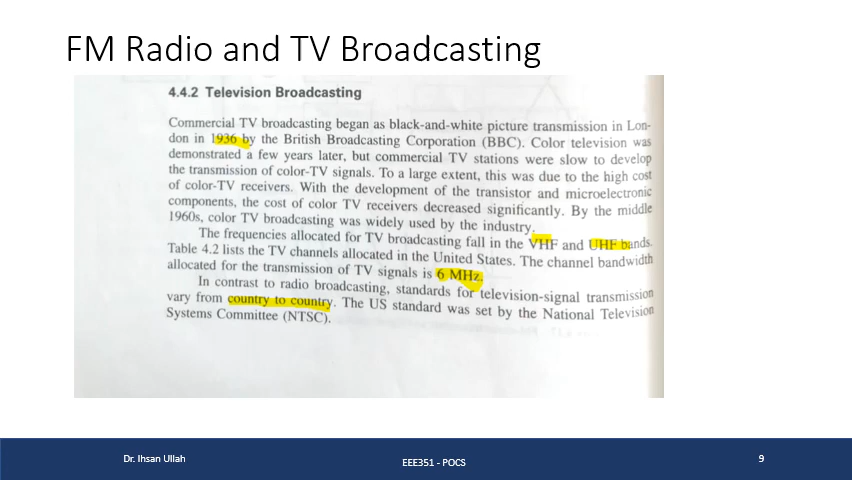 FM Radio and TV Broadcasting
4.4.2 Television Broadcasting
Commercial TV broadcasting began as black-and-white picture transmission in Lon-
don in 1936 by the British Broadcasting Corporation (BBC). Color television was
demonstrated a few years later, but commercial TV stations were slow to develop
the transmission of color-TV signals. To a large extent, this was due to the high cost
of color-TV receivers. With the development of the transistor and microelectronic
components, the cost of color TV receivers decreased significantly. By the middle
1960s, color TV broadcasting was widely used by the industry.
The frequencies allocated for TV broadcasting fall in the VHF and UHF bands.
Table 4.2 lists the TV channels allocated in the United States. The channel bandwidth
allocated for the transmission of TV signals is 6 MHz.
In contrast to radio broadcasting, standards for television-signal transmission
vary from country to country. The US standard was set by the National Television
Systems Committee (NTSC).
Dr. Ihsan Ullah
EEE351 - POCS
9